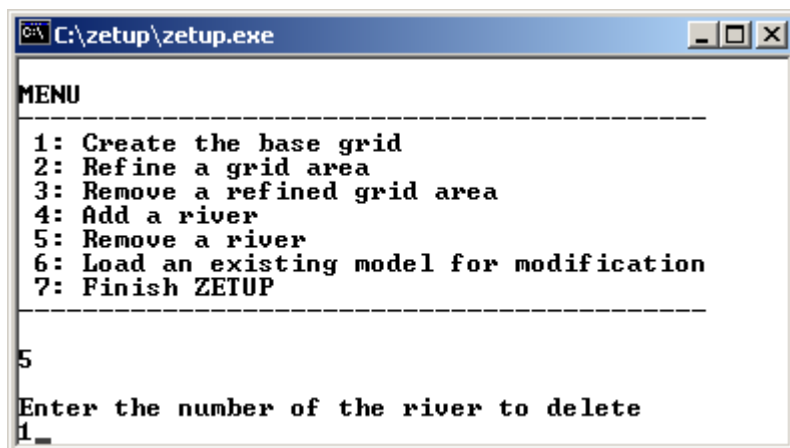 C:\zetup\zetup.exe
MENU
1: Create the base grid
2: Refine a grid area
3: Remove a refined grid area
4: Add a river
5: Remove a river
6: Load an existing model for modification
7: Finish ZETUP
5
Enter the number of the river to delete
1_